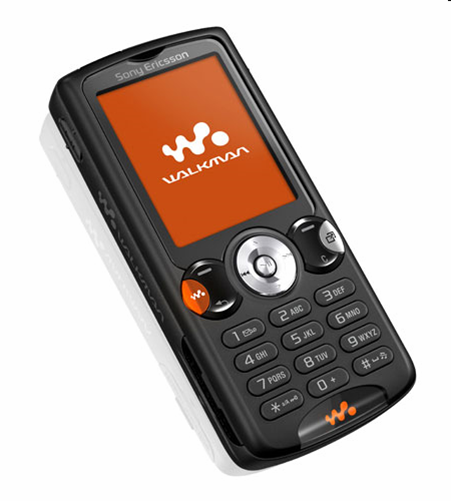 Sony Ericsson
WALKMAN
WALKMAN
C
1
2 ABC
3 DEF
4 GHI
5 JKL
6 MNO
7 PQRS
8 TUV
9 WXYZ
* a/A
0 +
#